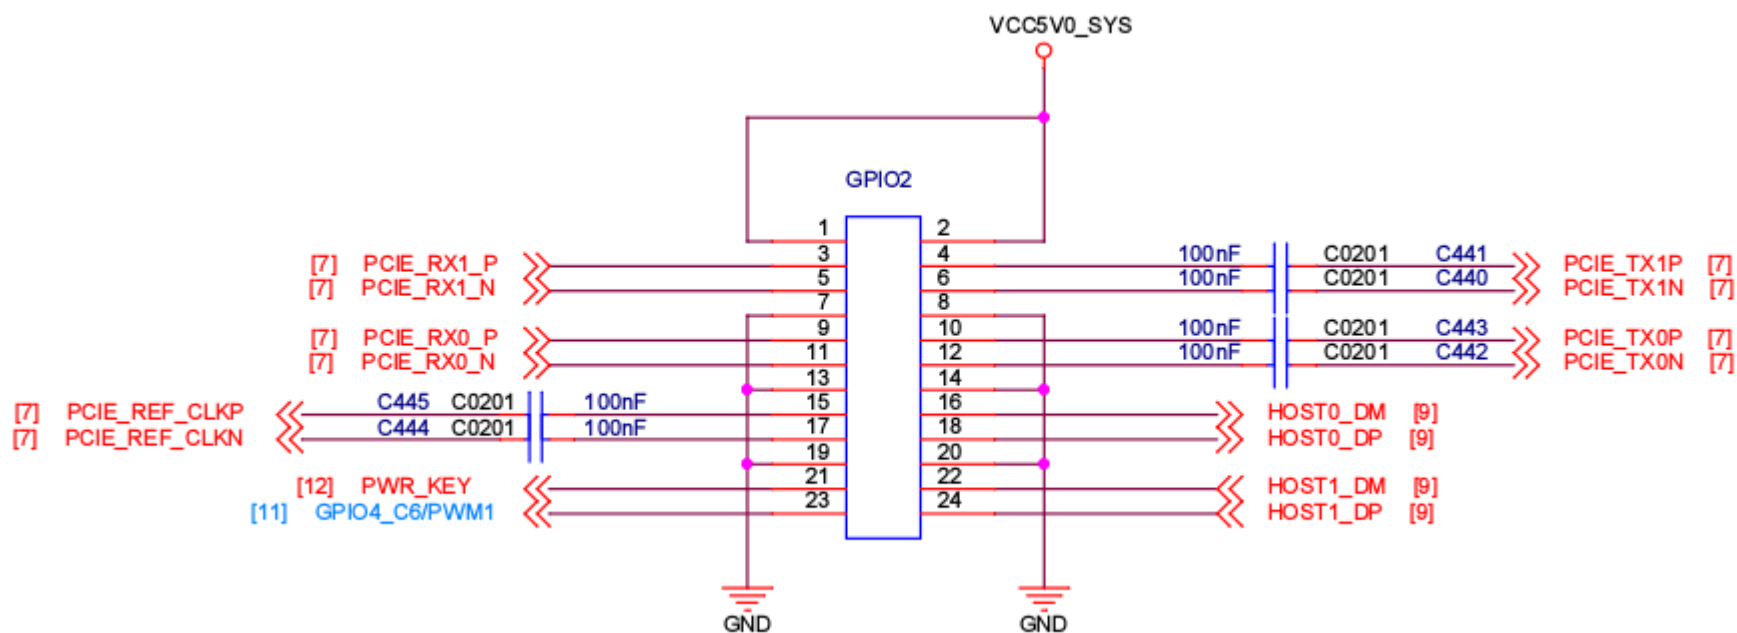 VCC5V0_SYS
GPIO2
1 2
3 4 100nF C0201 C441
[7] PCIE_RX1_P PCIE_TX1P [7]
5 6 100nF C0201 C440
[7] PCIE_RX1_N PCIE_TX1N [7]
7 8
9 10 100nF C0201 C443
[7] PCIE_RX0_P PCIE_TX0P [7]
11 12 100nF C0201 C442
[7] PCIE_RX0_N PCIE_TX0N [7]
13 14
C445 C0201 100nF 15 16
[7] PCIE_REF_CLKP HOST0_DM [9]
C444 C0201 100nF 17 18
[7] PCIE_REF_CLKN HOST0_DP [9]
19 20
21 22
[12] PWR_KEY HOST1_DM [9]
23 24
[11] GPIO4_C6/PWM1 HOST1_DP [9]
GND GND